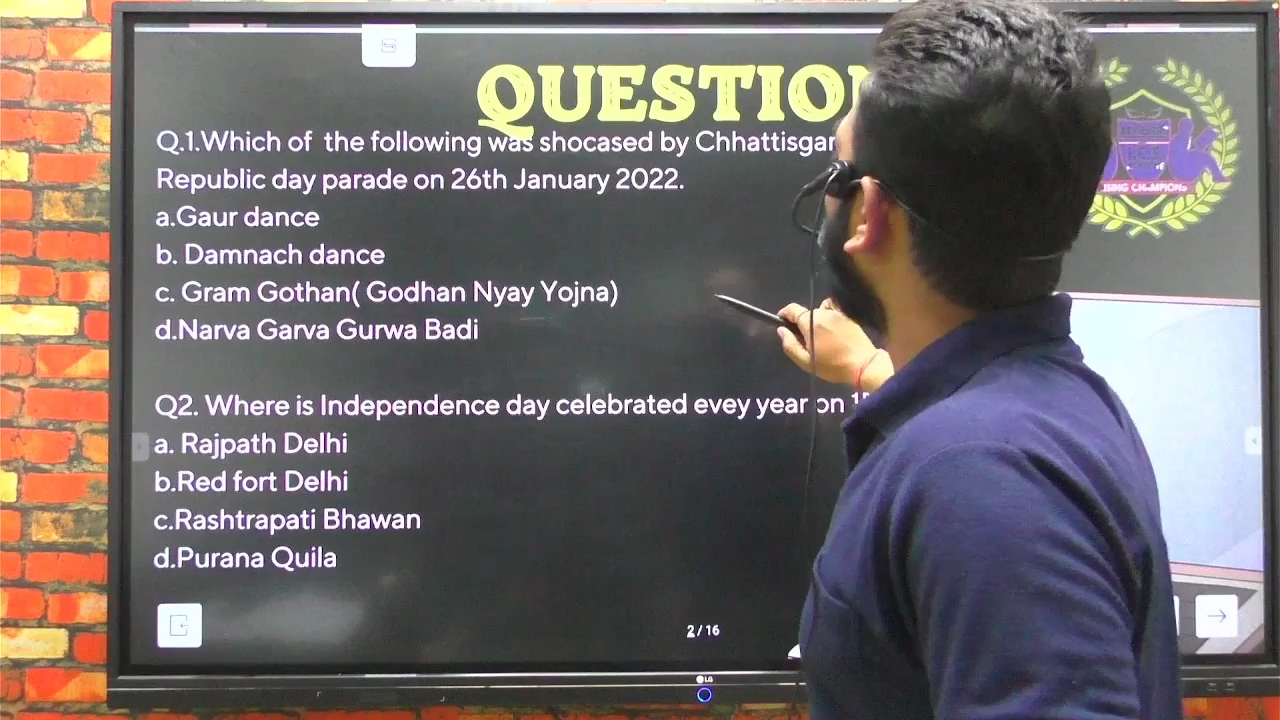 QUESTION
Q.1.Which of the following was shocased by Chhattisgar
Republic day parade on 26th January 2022.
a.Gaur dance
b. Damnach dance
c. Gram Gothan( Godhan Nyay Yojna)
d.Narva Garva Gurwa Badi
Q2. Where is Independence day celebrated evey year on
a. Rajpath Delhi
b.Red fort Delhi
c.Rashtrapati Bhawan
d.Purana Quila
2/16
LG